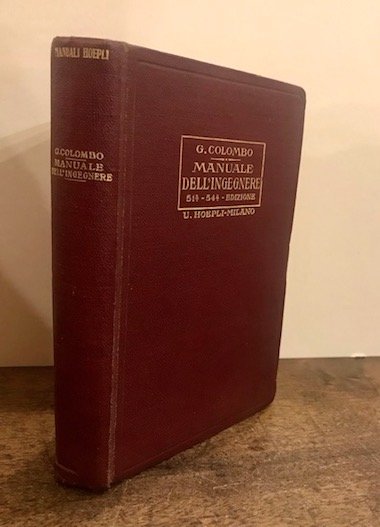 MANUALI HOEPLI
G. COLOMBO
MANUALE
DELL'INGEGNERE
G. COLOMBO
MANUALE
DELL'INGEGNERE
51ª - 54ª - EDIZIONE
U. HOEPLI - MILANO